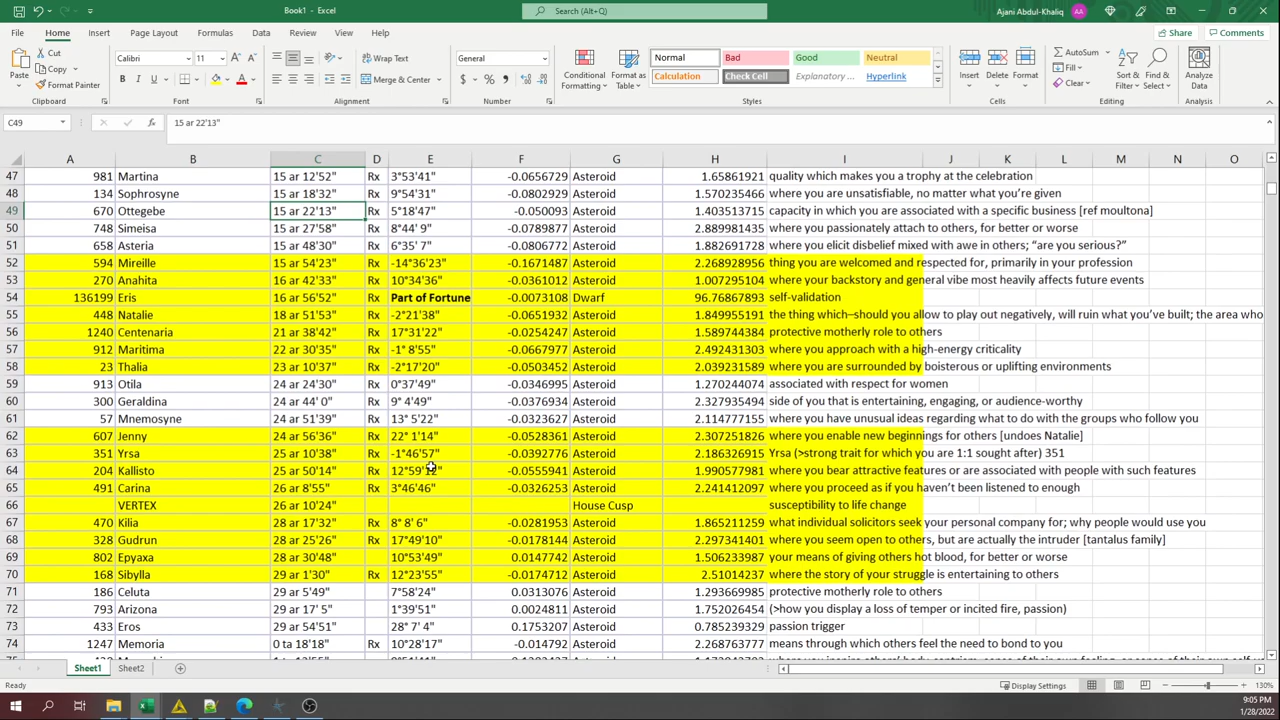 Book1 - Excel
Search (Alt+Q)
Ajani Abdul-Khaliq AA
File Home Insert Page Layout Formulas Data Review View Help Share Comments
Paste Cut Copy Format Painter Clipboard
Calibri 11 B I U Font
Wrap Text Merge & Center Alignment
General $ % , Number
Conditional Formatting Format as Table Normal Bad Good Neutral Calculation Check Cell Explanatory ... Hyperlink Styles
Insert Delete Format Cells
AutoSum Fill Clear Sort & Filter Find & Select Editing
Analyze Data Analysis
C49 fx 15 ar 22'13"
A B C D E F G H I J K L M N O
47 981 Martina 15 ar 12'52" Rx 3°53'41" -0.0656729 Asteroid 1.65861921 quality which makes you a trophy at the celebration
48 134 Sophrosyne 15 ar 18'32" Rx 9°54'31" -0.0802929 Asteroid 1.570235466 where you are unsatisfiable, no matter what you're given
49 670 Ottegebe 15 ar 22'13" Rx 5°18'47" -0.050093 Asteroid 1.403513715 capacity in which you are associated with a specific business [ref moultona]
50 748 Simeisa 15 ar 27'58" Rx 8°44' 9" -0.0789877 Asteroid 2.889981435 where you passionately attach to others, for better or worse
51 658 Asteria 15 ar 48'30" Rx 6°35' 7" -0.0806772 Asteroid 1.882691728 where you elicit disbelief mixed with awe in others; “are you serious?”
52 594 Mireille 15 ar 54'23" Rx -14°36'23" -0.1671487 Asteroid 2.268928956 thing you are welcomed and respected for, primarily in your profession
53 270 Anahita 16 ar 42'33" Rx 10°34'36" -0.0361012 Asteroid 1.007295104 where your backstory and general vibe most heavily affects future events
54 136199 Eris 16 ar 56'52" Rx Part of Fortune -0.0073108 Dwarf 96.76867893 self-validation
55 448 Natalie 18 ar 51'53" Rx -2°21'38" -0.0651932 Asteroid 1.849955191 the thing which–should you allow to play out negatively, will ruin what you've built; the area who
56 1240 Centenaria 21 ar 38'42" Rx 17°31'22" -0.0254247 Asteroid 1.589744384 protective motherly role to others
57 912 Maritima 22 ar 30'35" Rx -1° 8'55" -0.0667977 Asteroid 2.492431303 where you approach with a high-energy criticality
58 23 Thalia 23 ar 10'37" Rx -2°17'20" -0.0503452 Asteroid 2.039231589 where you are surrounded by boisterous or uplifting environments
59 913 Otila 24 ar 24'30" Rx 0°37'49" -0.0346995 Asteroid 1.270244074 associated with respect for women
60 300 Geraldina 24 ar 44' 0" Rx 9° 4'49" -0.0376934 Asteroid 2.327935494 side of you that is entertaining, engaging, or audience-worthy
61 57 Mnemosyne 24 ar 51'39" Rx 13° 5'22" -0.0323627 Asteroid 2.114777155 where you have unusual ideas regarding what to do with the groups who follow you
62 607 Jenny 24 ar 56'36" Rx 22° 1'14" -0.0528361 Asteroid 2.307251826 where you enable new beginnings for others [undoes Natalie]
63 351 Yrsa 25 ar 10'38" Rx -1°46'57" -0.0392776 Asteroid 2.186326915 Yrsa (>strong trait for which you are 1:1 sought after) 351
64 204 Kallisto 25 ar 50'14" Rx -0.0555941 Asteroid 1.990577981 where you bear attractive features or are associated with people with such features
65 491 Carina 26 ar 8'55" Rx 3°46'46" -0.0326253 Asteroid 2.241412097 where you proceed as if you haven't been listened to enough
66 VERTEX 26 ar 10'24" House Cusp susceptibility to life change
67 470 Kilia 28 ar 17'32" Rx 8° 8' 6" -0.0281953 Asteroid 1.865211259 what individual solicitors seek your personal company for; why people would use you
68 328 Gudrun 28 ar 25'26" Rx 17°49'10" -0.0178144 Asteroid 2.297341401 where you seem open to others, but are actually the intruder [tantalus family]
69 802 Epyaxa 28 ar 30'48" 10°53'49" 0.0147742 Asteroid 1.506233987 your means of giving others hot blood, for better or worse
70 168 Sibylla 29 ar 1'30" Rx 12°23'55" -0.0174712 Asteroid 2.51014237 where the story of your struggle is entertaining to others
71 186 Celuta 29 ar 5'49" 7°58'24" 0.0313076 Asteroid 1.293669985 protective motherly role to others
72 793 Arizona 29 ar 17' 5" 1°39'51" 0.0024811 Asteroid 1.752026454 (>how you display a loss of temper or incited fire, passion)
73 433 Eros 29 ar 54'51" 28° 7' 4" 0.1753207 Asteroid 0.785239329 passion trigger
74 1247 Memoria 0 ta 18'18" Rx 10°28'17" -0.014792 Asteroid 2.268763777 means through which others feel the need to bond to you
Sheet1 Sheet2
Ready Display Settings 130%
9:05 PM
1/28/2022